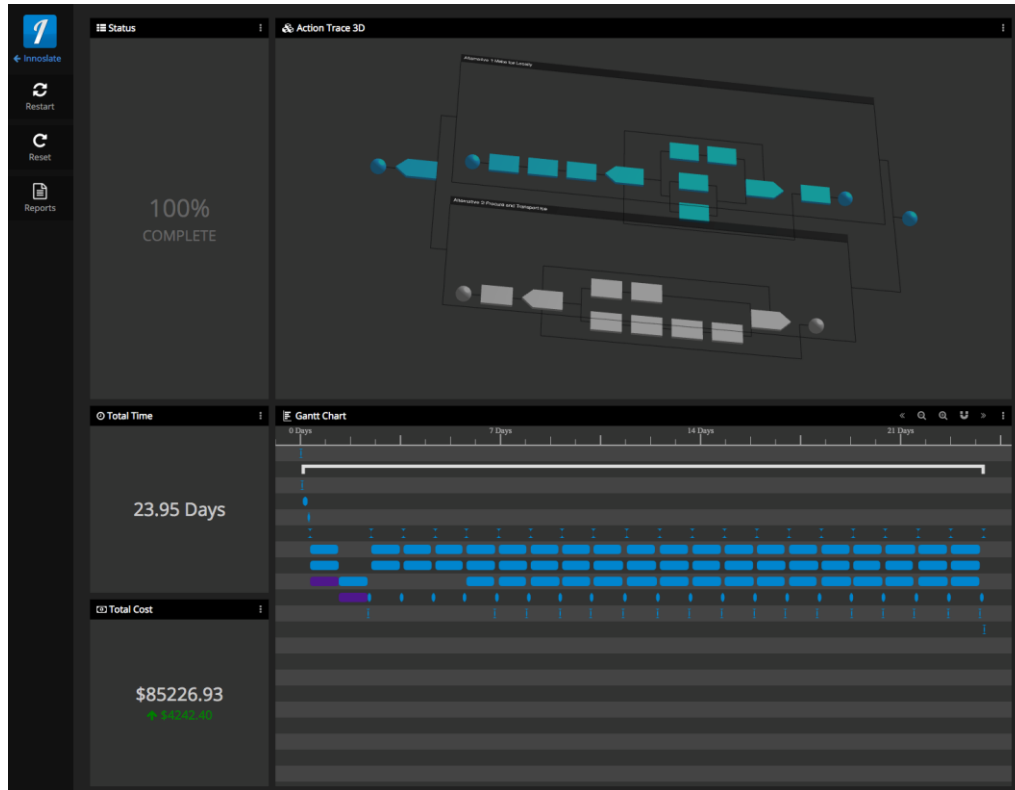 Innoslate
Restart
Reset
Reports
Status
100%
COMPLETE
Action Trace 3D
Total Time
23.95 Days
Total Cost
$85226.93
$4242.40
Gantt Chart
0 Days
7 Days
14 Days
21 Days